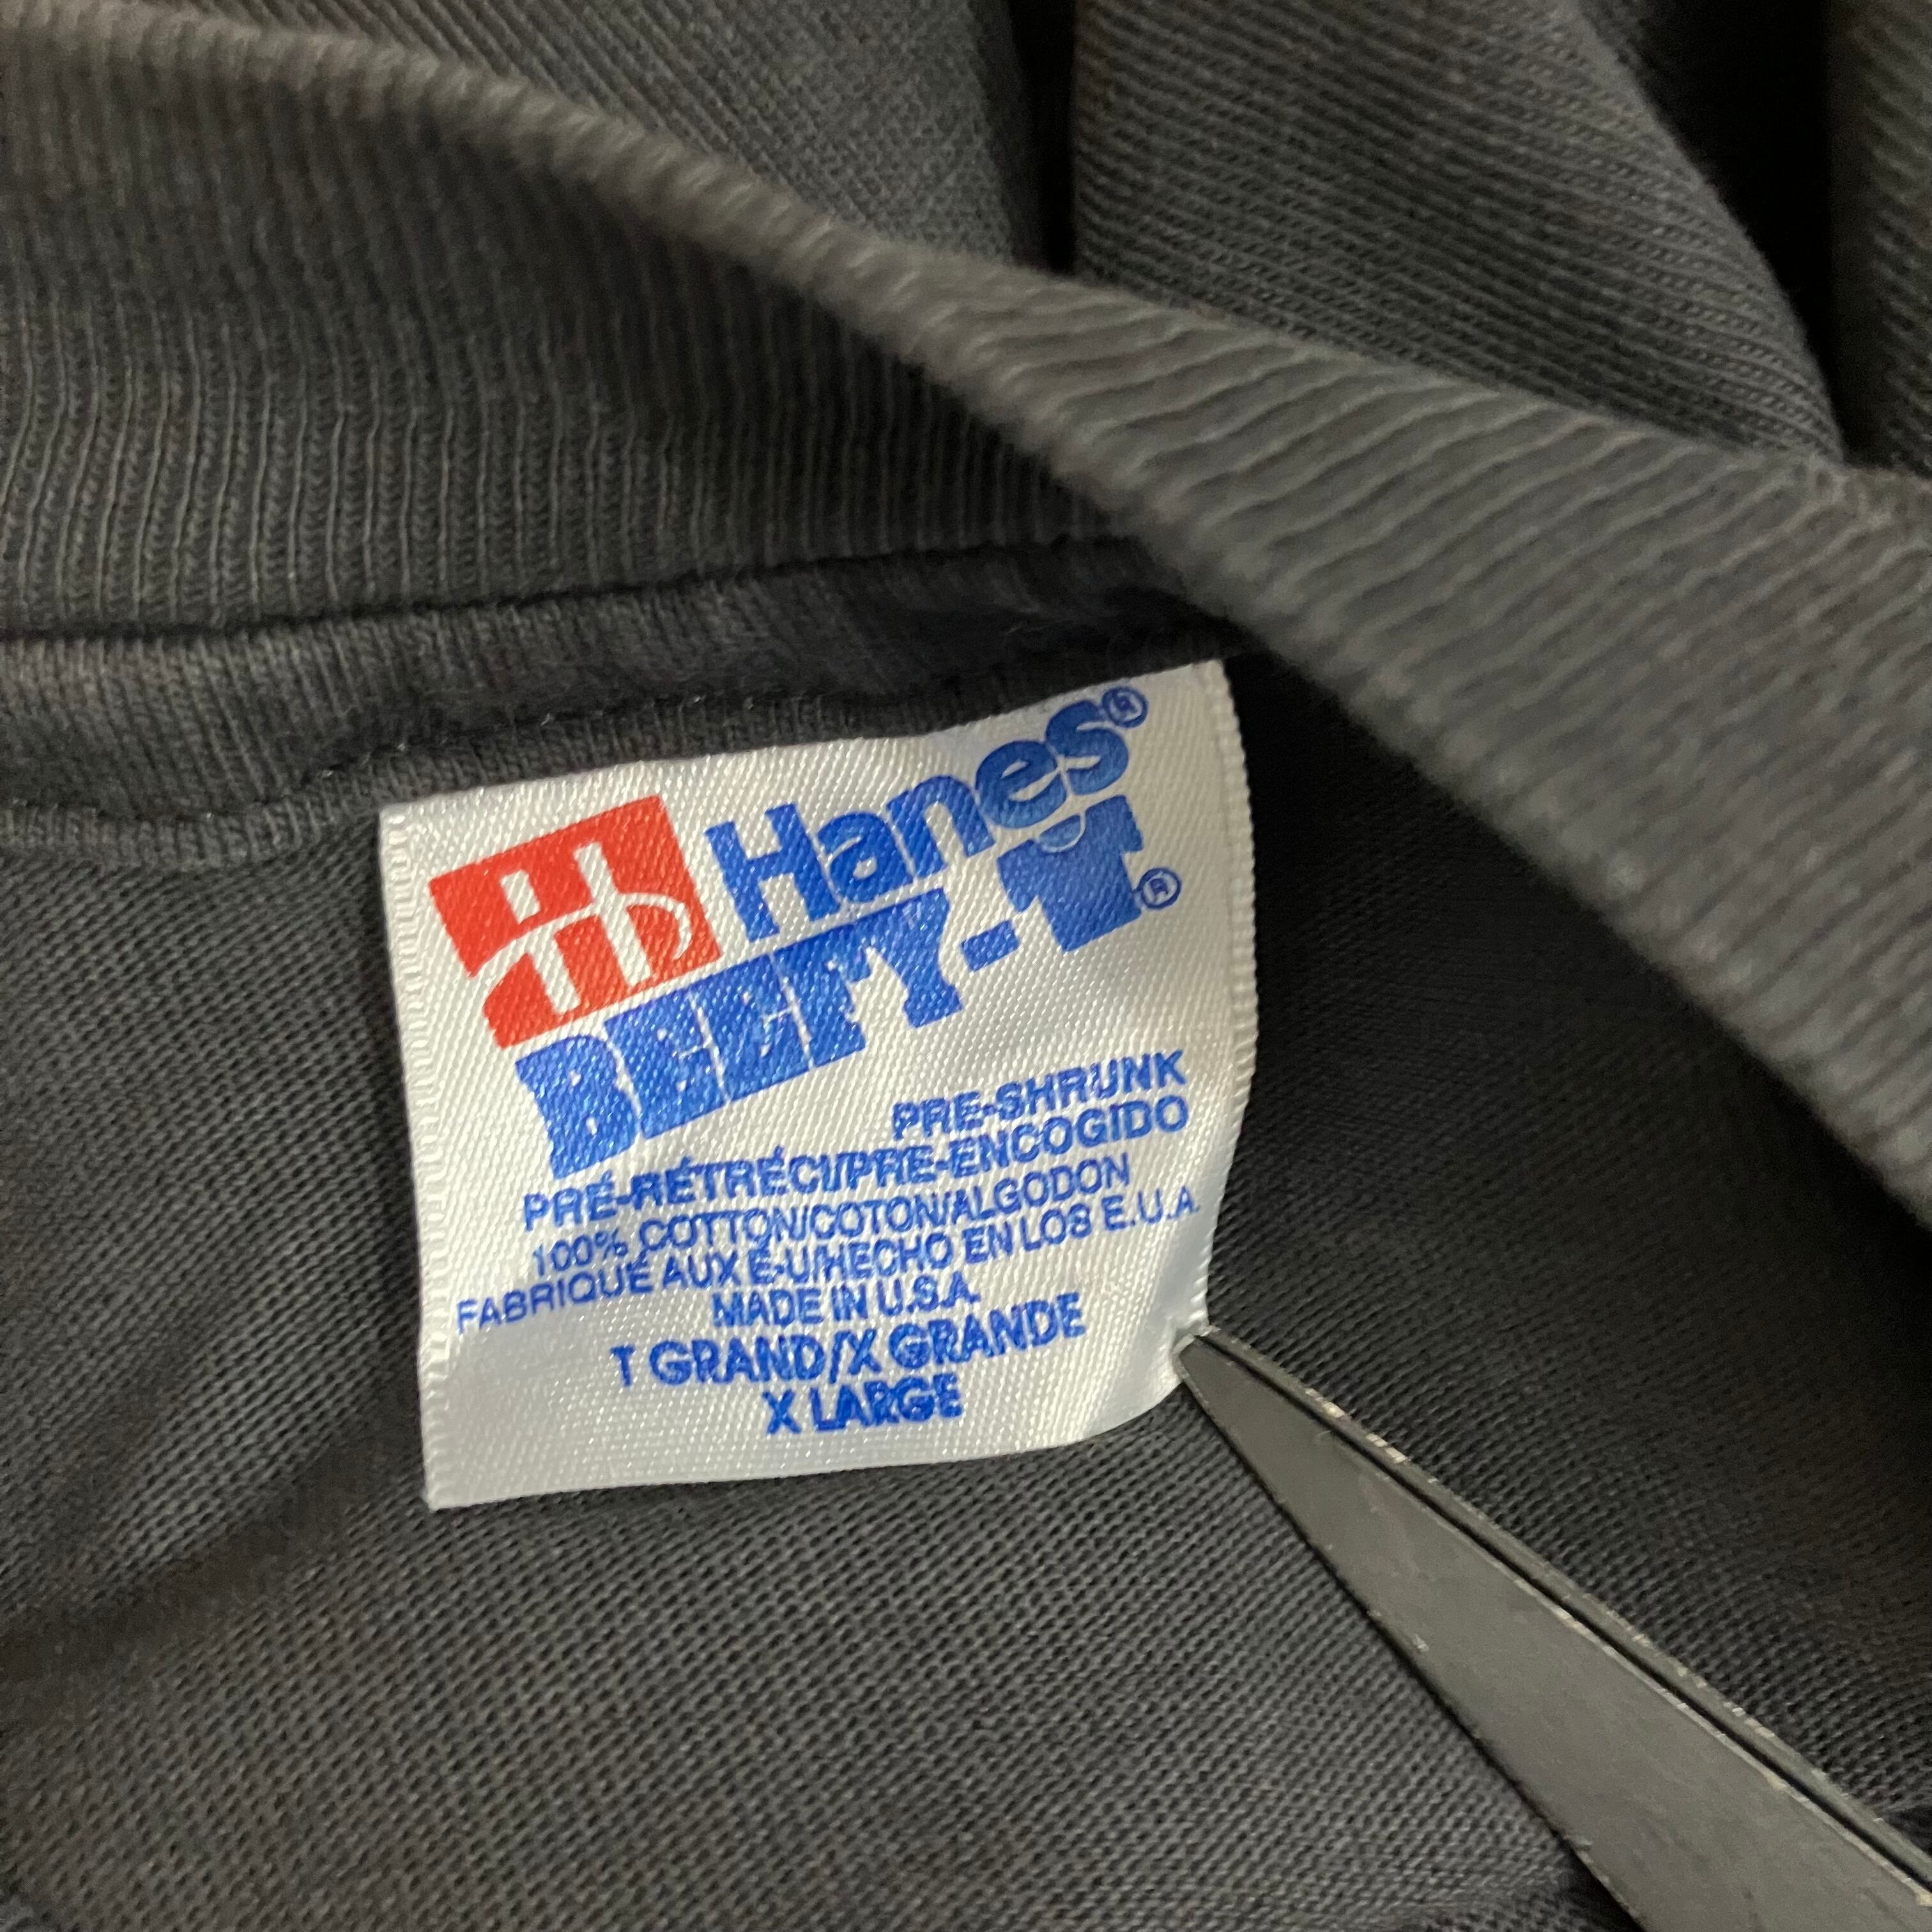 Hanes®
BEEFY-T®
PRE-SHRUNK
PRÉ-RÉTRÉCI/PRE-ENCOGIDO
100% COTTON/COTON/ALGODON
FABRIQUÉ AUX É-U/HECHO EN LOS E.U.A.
MADE IN U.S.A.
T GRAND/X GRANDE
X LARGE